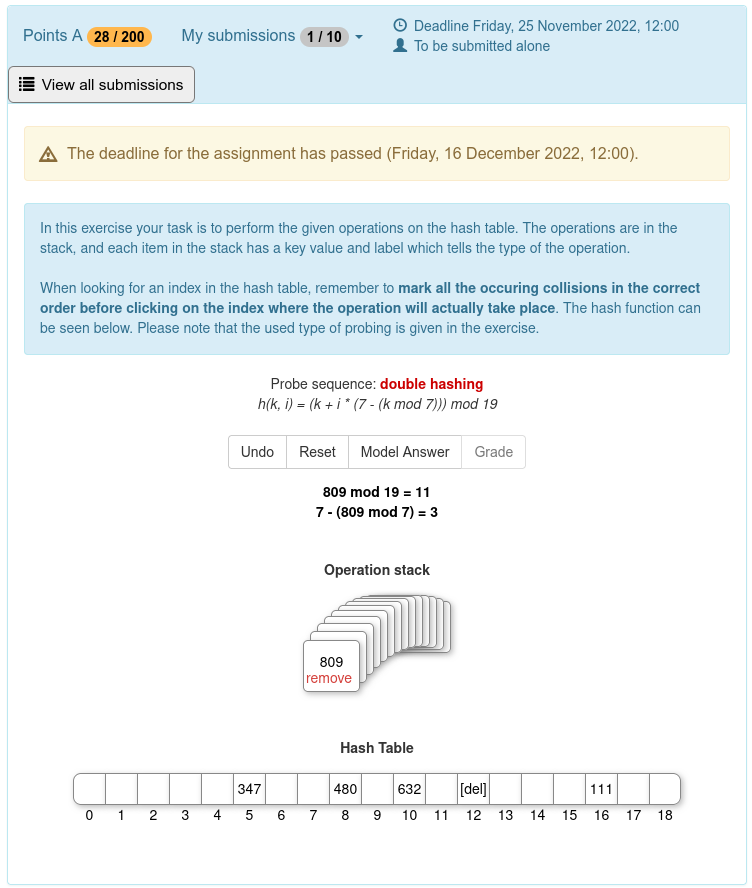 Points A 28 / 200 My submissions 1 / 10
Deadline Friday, 25 November 2022, 12:00
To be submitted alone
View all submissions
The deadline for the assignment has passed (Friday, 16 December 2022, 12:00).
In this exercise your task is to perform the given operations on the hash table. The operations are in the
stack, and each item in the stack has a key value and label which tells the type of the operation.
When looking for an index in the hash table, remember to mark all the occuring collisions in the correct
order before clicking on the index where the operation will actually take place. The hash function can
be seen below. Please note that the used type of probing is given in the exercise.
Probe sequence: double hashing
h(k, i) = (k + i * (7 - (k mod 7))) mod 19
Undo Reset Model Answer Grade
809 mod 19 = 11
7 - (809 mod 7) = 3
Operation stack
809
remove
Hash Table
347 480 632 [del] 111
0 1 2 3 4 5 6 7 8 9 10 11 12 13 14 15 16 17 18